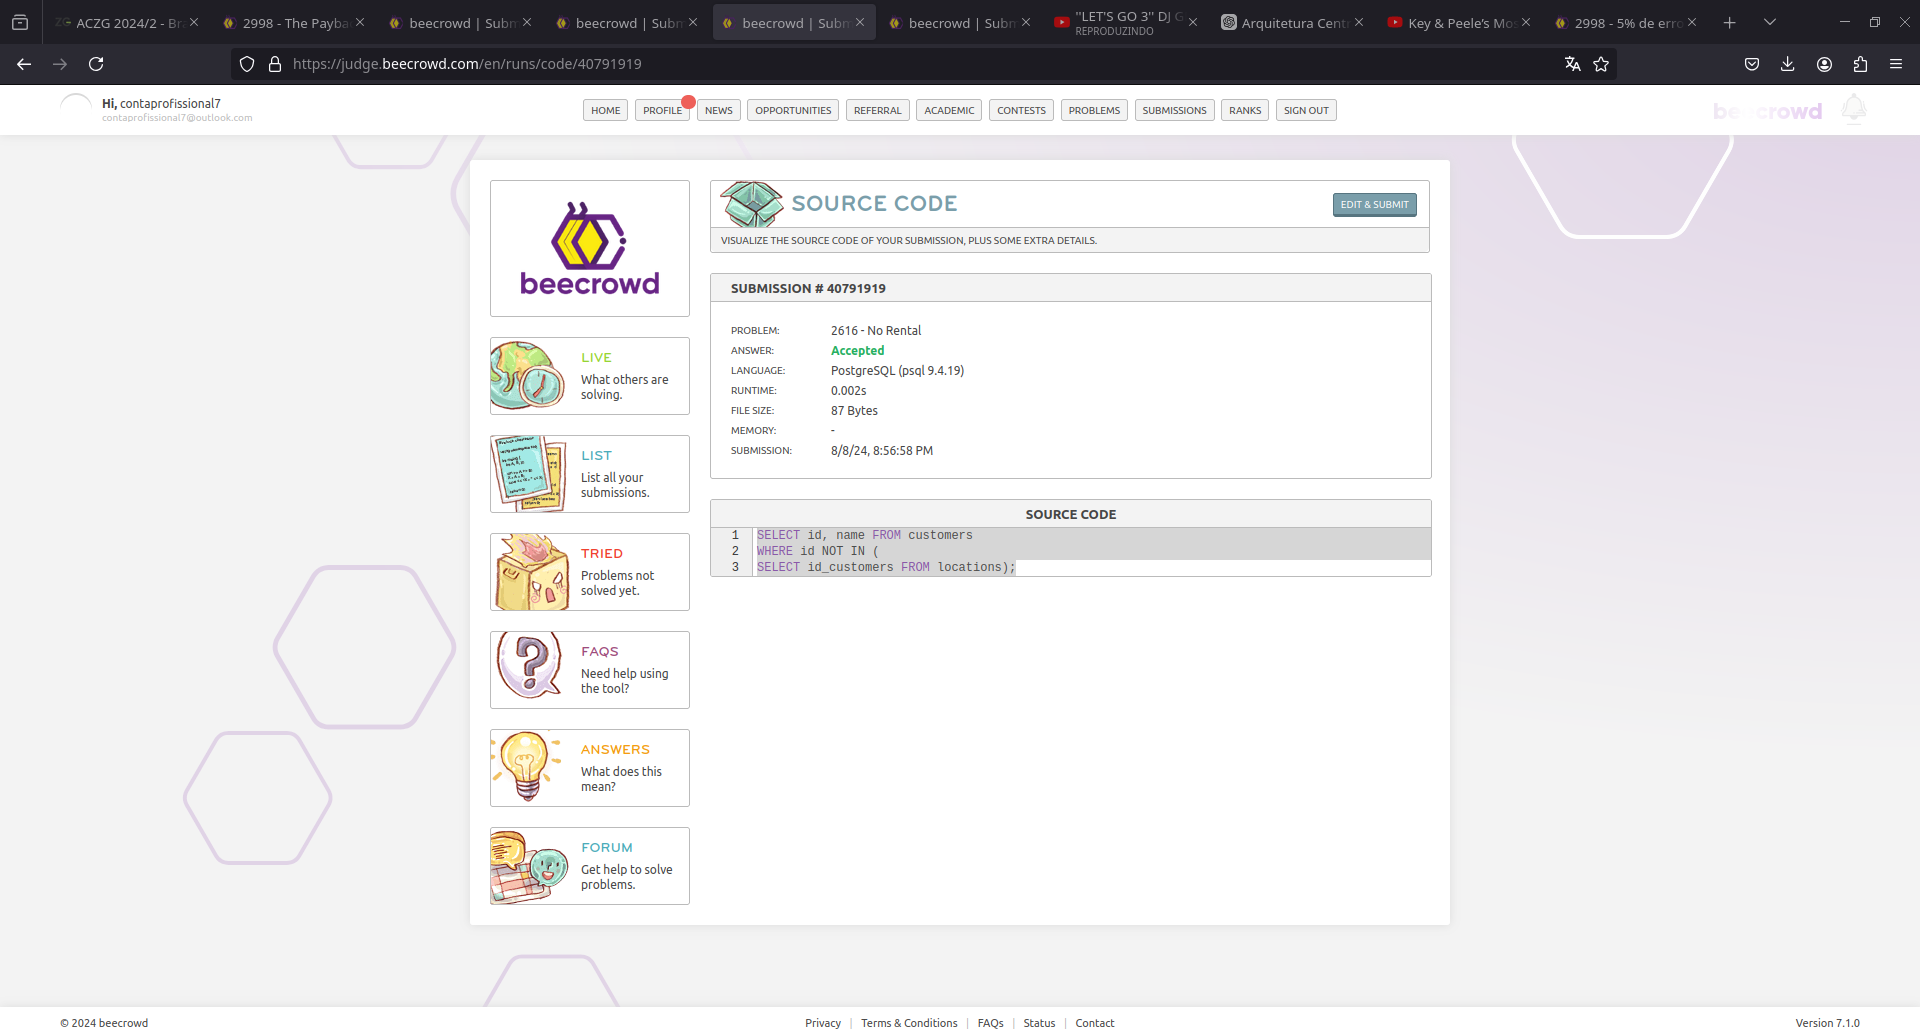 ACZG 2024/2 - Br
2998 - The Payba
beecrowd | Subm
beecrowd | Subm
beecrowd | Subm
beecrowd | Subm
"LET'S GO 3" DJ G
REPRODUZINDO
Arquitetura Cent
Key & Peele's Mo
2998 - 5% de erro
https://judge.beecrowd.com/en/runs/code/40791919
Hi, contaprofissional7
contaprofissional7@outlook.com
HOME
PROFILE
NEWS
OPPORTUNITIES
REFERRAL
ACADEMIC
CONTESTS
PROBLEMS
SUBMISSIONS
RANKS
SIGN OUT
beecrowd
beecrowd
SOURCE CODE
EDIT & SUBMIT
VISUALIZE THE SOURCE CODE OF YOUR SUBMISSION, PLUS SOME EXTRA DETAILS.
SUBMISSION # 40791919
PROBLEM: 2616 - No Rental
ANSWER: Accepted
LANGUAGE: PostgreSQL (psql 9.4.19)
RUNTIME: 0.002s
FILE SIZE: 87 Bytes
MEMORY: -
SUBMISSION: 8/8/24, 8:56:58 PM
SOURCE CODE
1 SELECT id, name FROM customers
2 WHERE id NOT IN (
3 SELECT id_customers FROM locations);
LIVE
What others are
solving.
LIST
List all your
submissions.
TRIED
Problems not
solved yet.
FAQS
Need help using
the tool?
ANSWERS
What does this
mean?
FORUM
Get help to solve
problems.
© 2024 beecrowd
Privacy | Terms & Conditions | FAQs | Status | Contact
Version 7.1.0